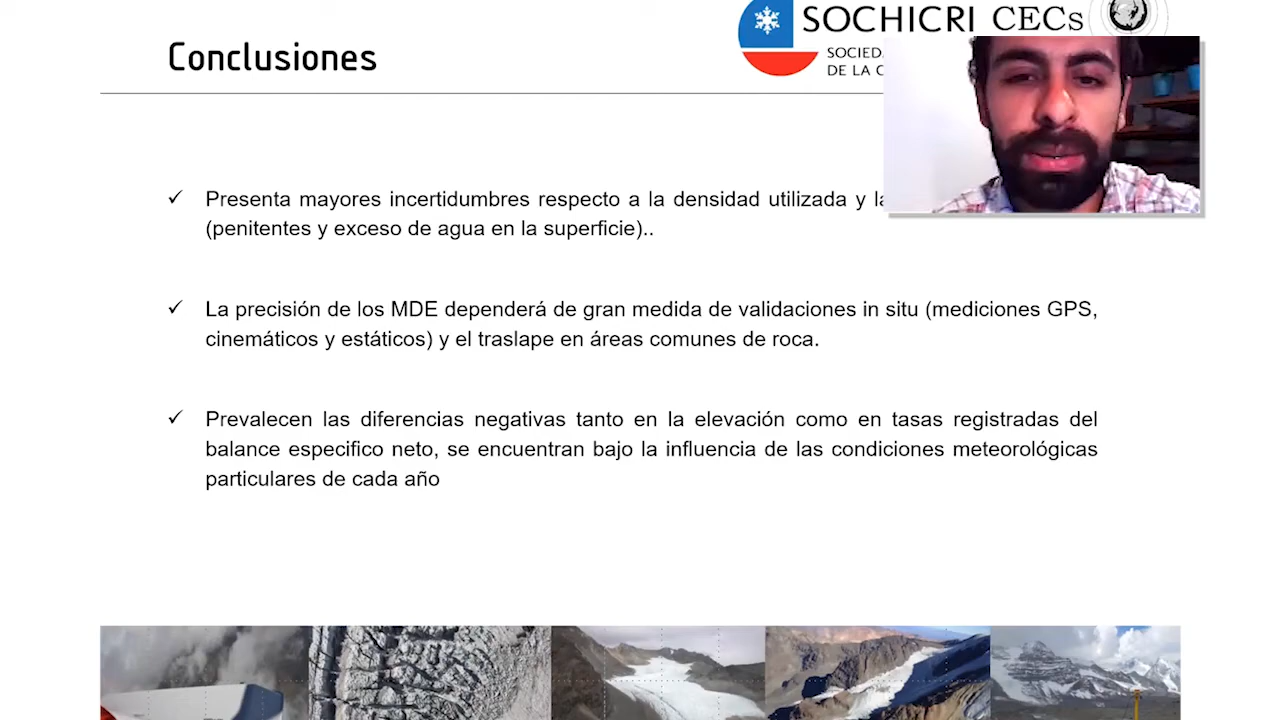 SOCHICRI CECs
Conclusiones
DE LA
Presenta mayores incertidumbres respecto a la densidad utilizada y
(penitentes y exceso de agua en la superficie)..
La precisión de los MDE dependerá de gran medida de validaciones in situ (mediciones GPS,
cinemáticos y estáticos) y el traslape en áreas comunes de roca.
Prevalecen las diferencias negativas tanto en la elevación como en tasas registradas del
balance especifico neto, se encuentran bajo la influencia de las condiciones meteorológicas
particulares de cada año